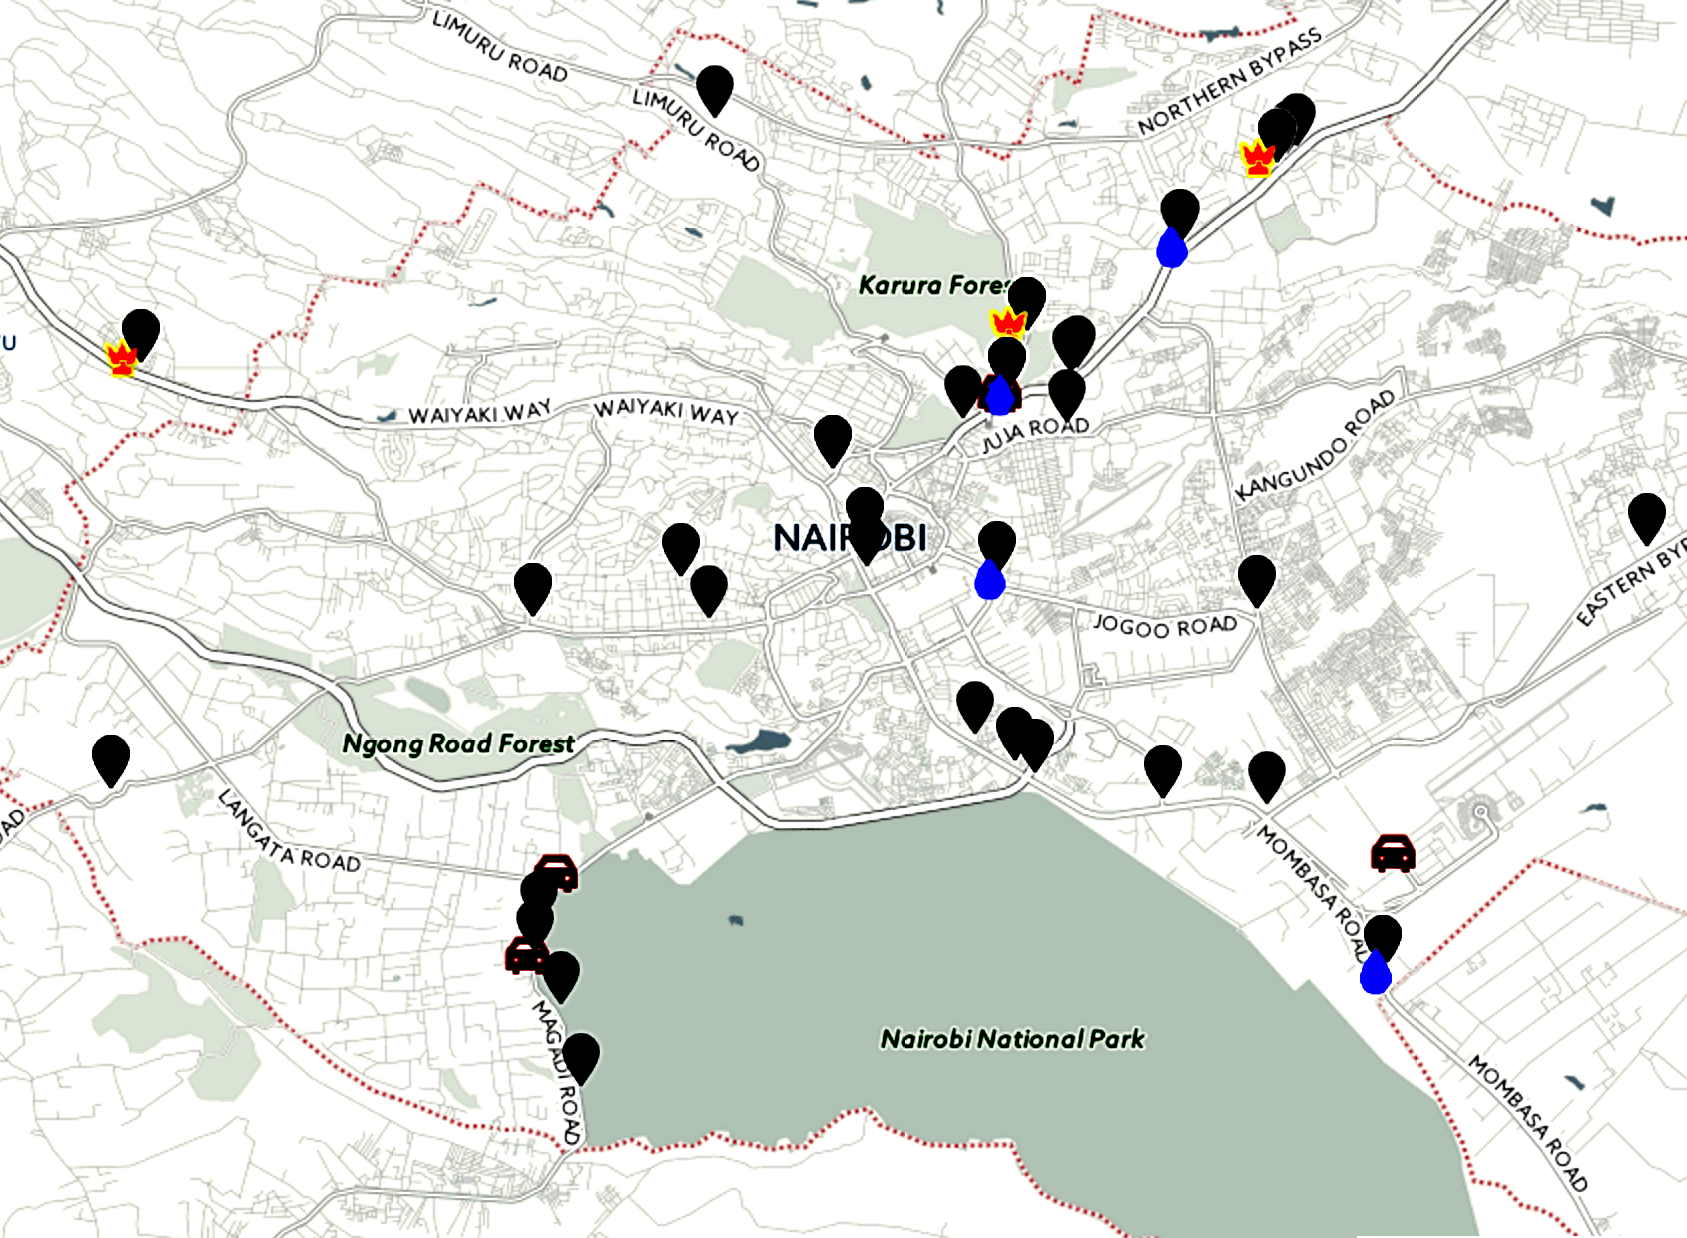 LIMURU ROAD
LIMURU ROAD
NORTHERN BYPASS
Karura Fores
U
WAIYAKI WAY
WAIYAKI WAY
JUJA ROAD
KANGUNDO ROAD
NAIROBI
EASTERN BYP
JOGOO ROAD
Ngong Road Forest
LANGATA ROAD
OAD
MOMBASA ROAD
MAGADI ROAD
Nairobi National Park
MOMBASA ROAD